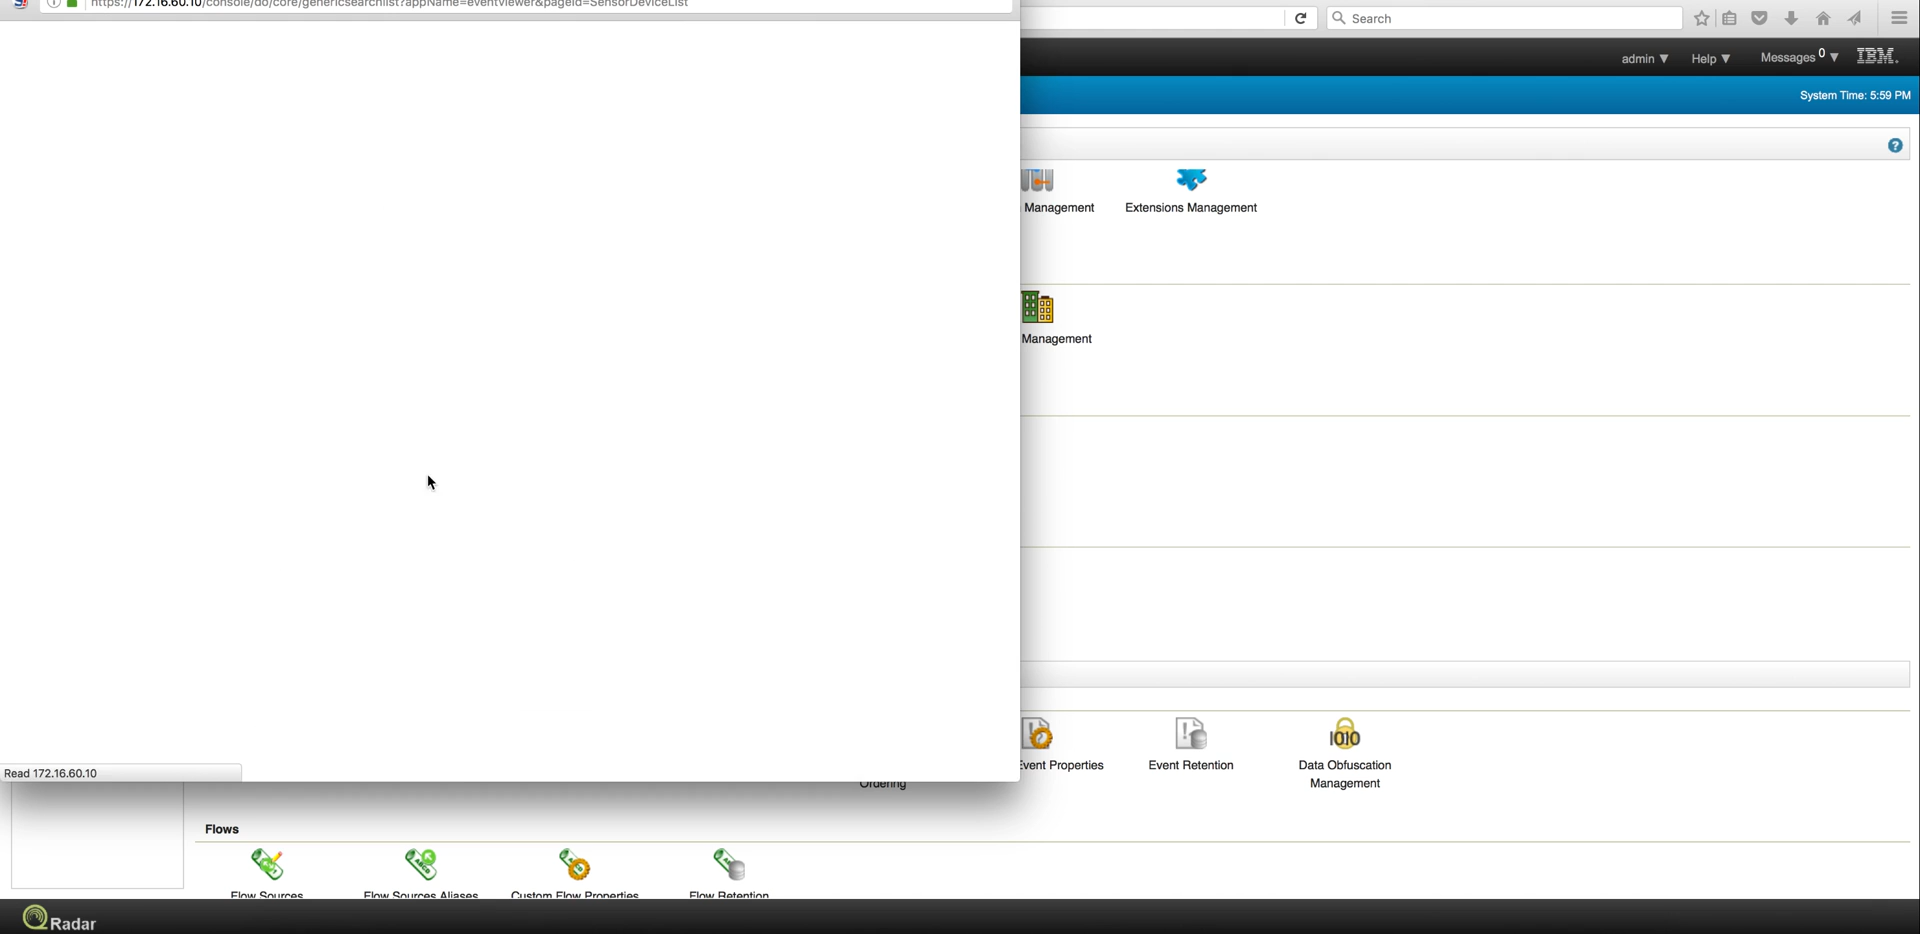 https://172.16.60.10/console/do/core/genericsearchlist?appName=eventviewer&pageId=SensorDeviceList
Search
admin ▼
Help ▼
Messages 0 ▼
IBM.
System Time: 5:59 PM
Management
Extensions Management
Management
Event Properties
Event Retention
Data Obfuscation
Management
Read 172.16.60.10
Ordering
Flows
Flow Sources
Flow Sources Aliases
Custom Flow Properties
Flow Retention
QRadar